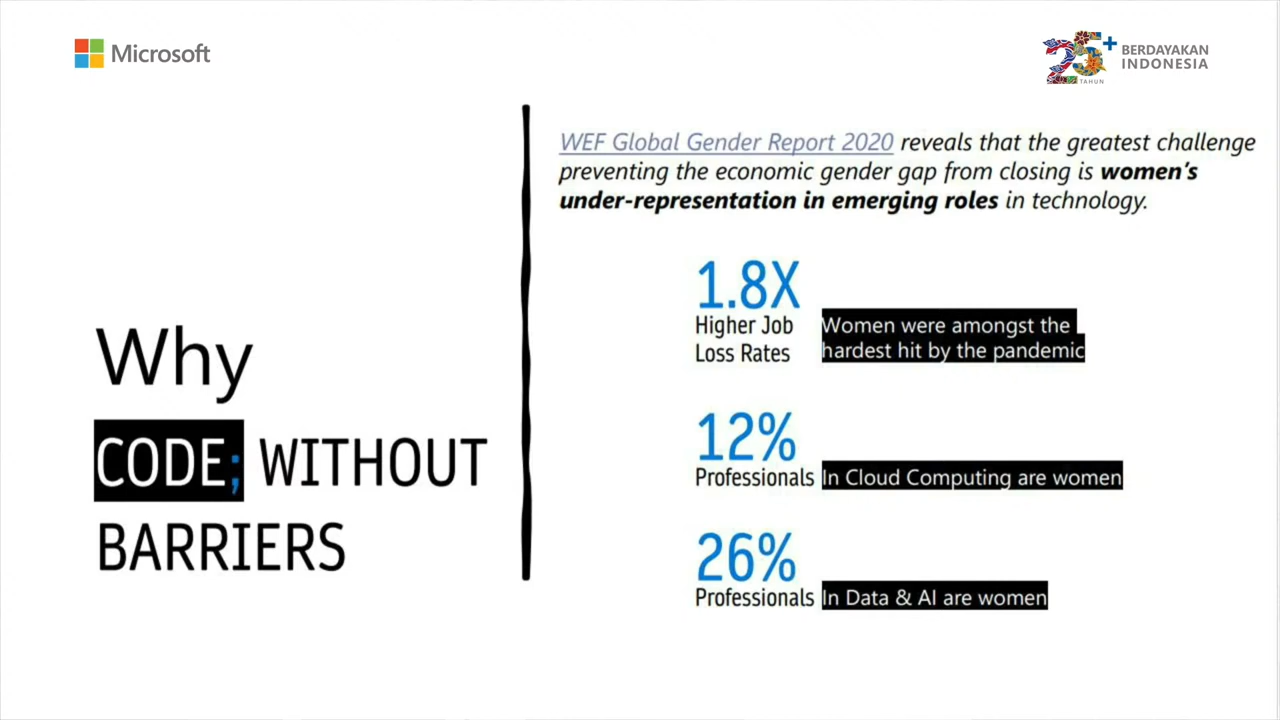 Microsoft
25+
TAHUN
BERDAYAKAN
INDONESIA
Why
CODE; WITHOUT
BARRIERS
WEF Global Gender Report 2020 reveals that the greatest challenge
preventing the economic gender gap from closing is women's
under-representation in emerging roles in technology.
1.8X
Higher Job
Loss Rates
Women were amongst the
hardest hit by the pandemic
12%
Professionals In Cloud Computing are women
26%
Professionals In Data & AI are women